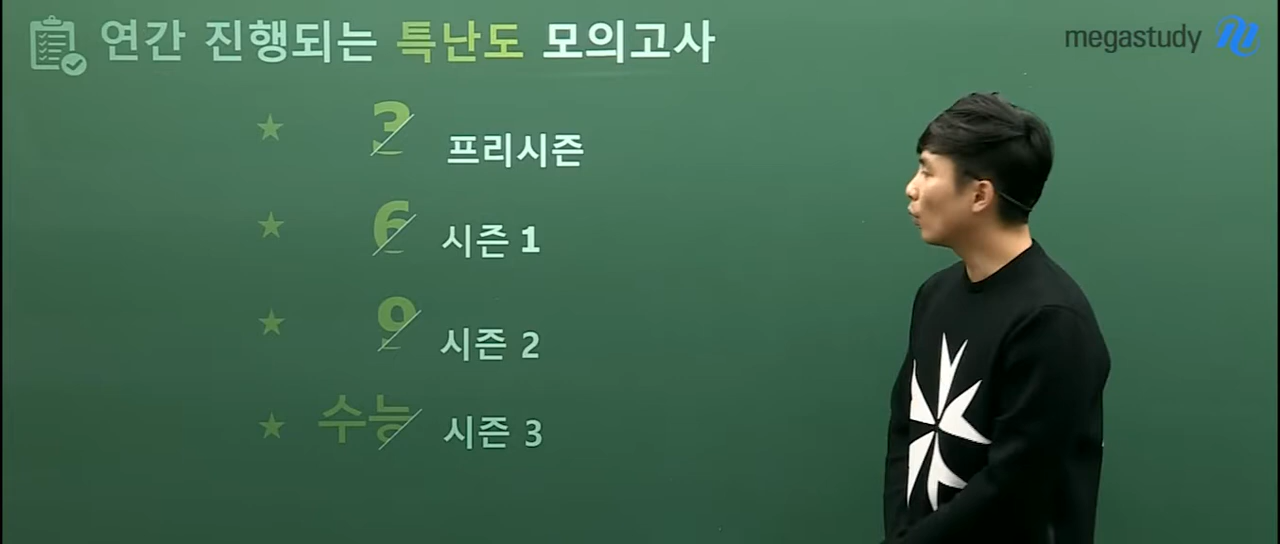 연간 진행되는 특난도 모의고사
megastudy
★ 3 프리시즌
★ 6 시즌 1
★ 9 시즌 2
★ 수능 시즌 3